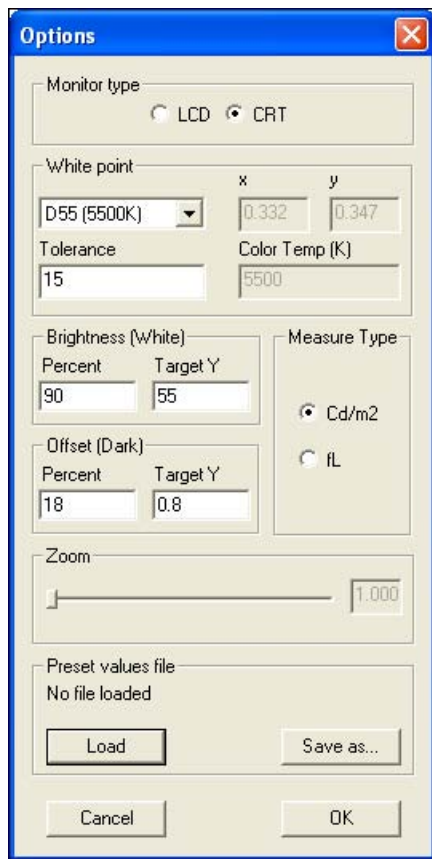 Options
Monitor type
LCD CRT
White point
x y
D55 (5500K) 0.332 0.347
Tolerance Color Temp (K)
15 5500
Brightness (White)
Percent Target Y
90 55
Measure Type
Cd/m2
fL
Offset (Dark)
Percent Target Y
18 0.8
Zoom
1.000
Preset values file
No file loaded
Load Save as...
Cancel OK